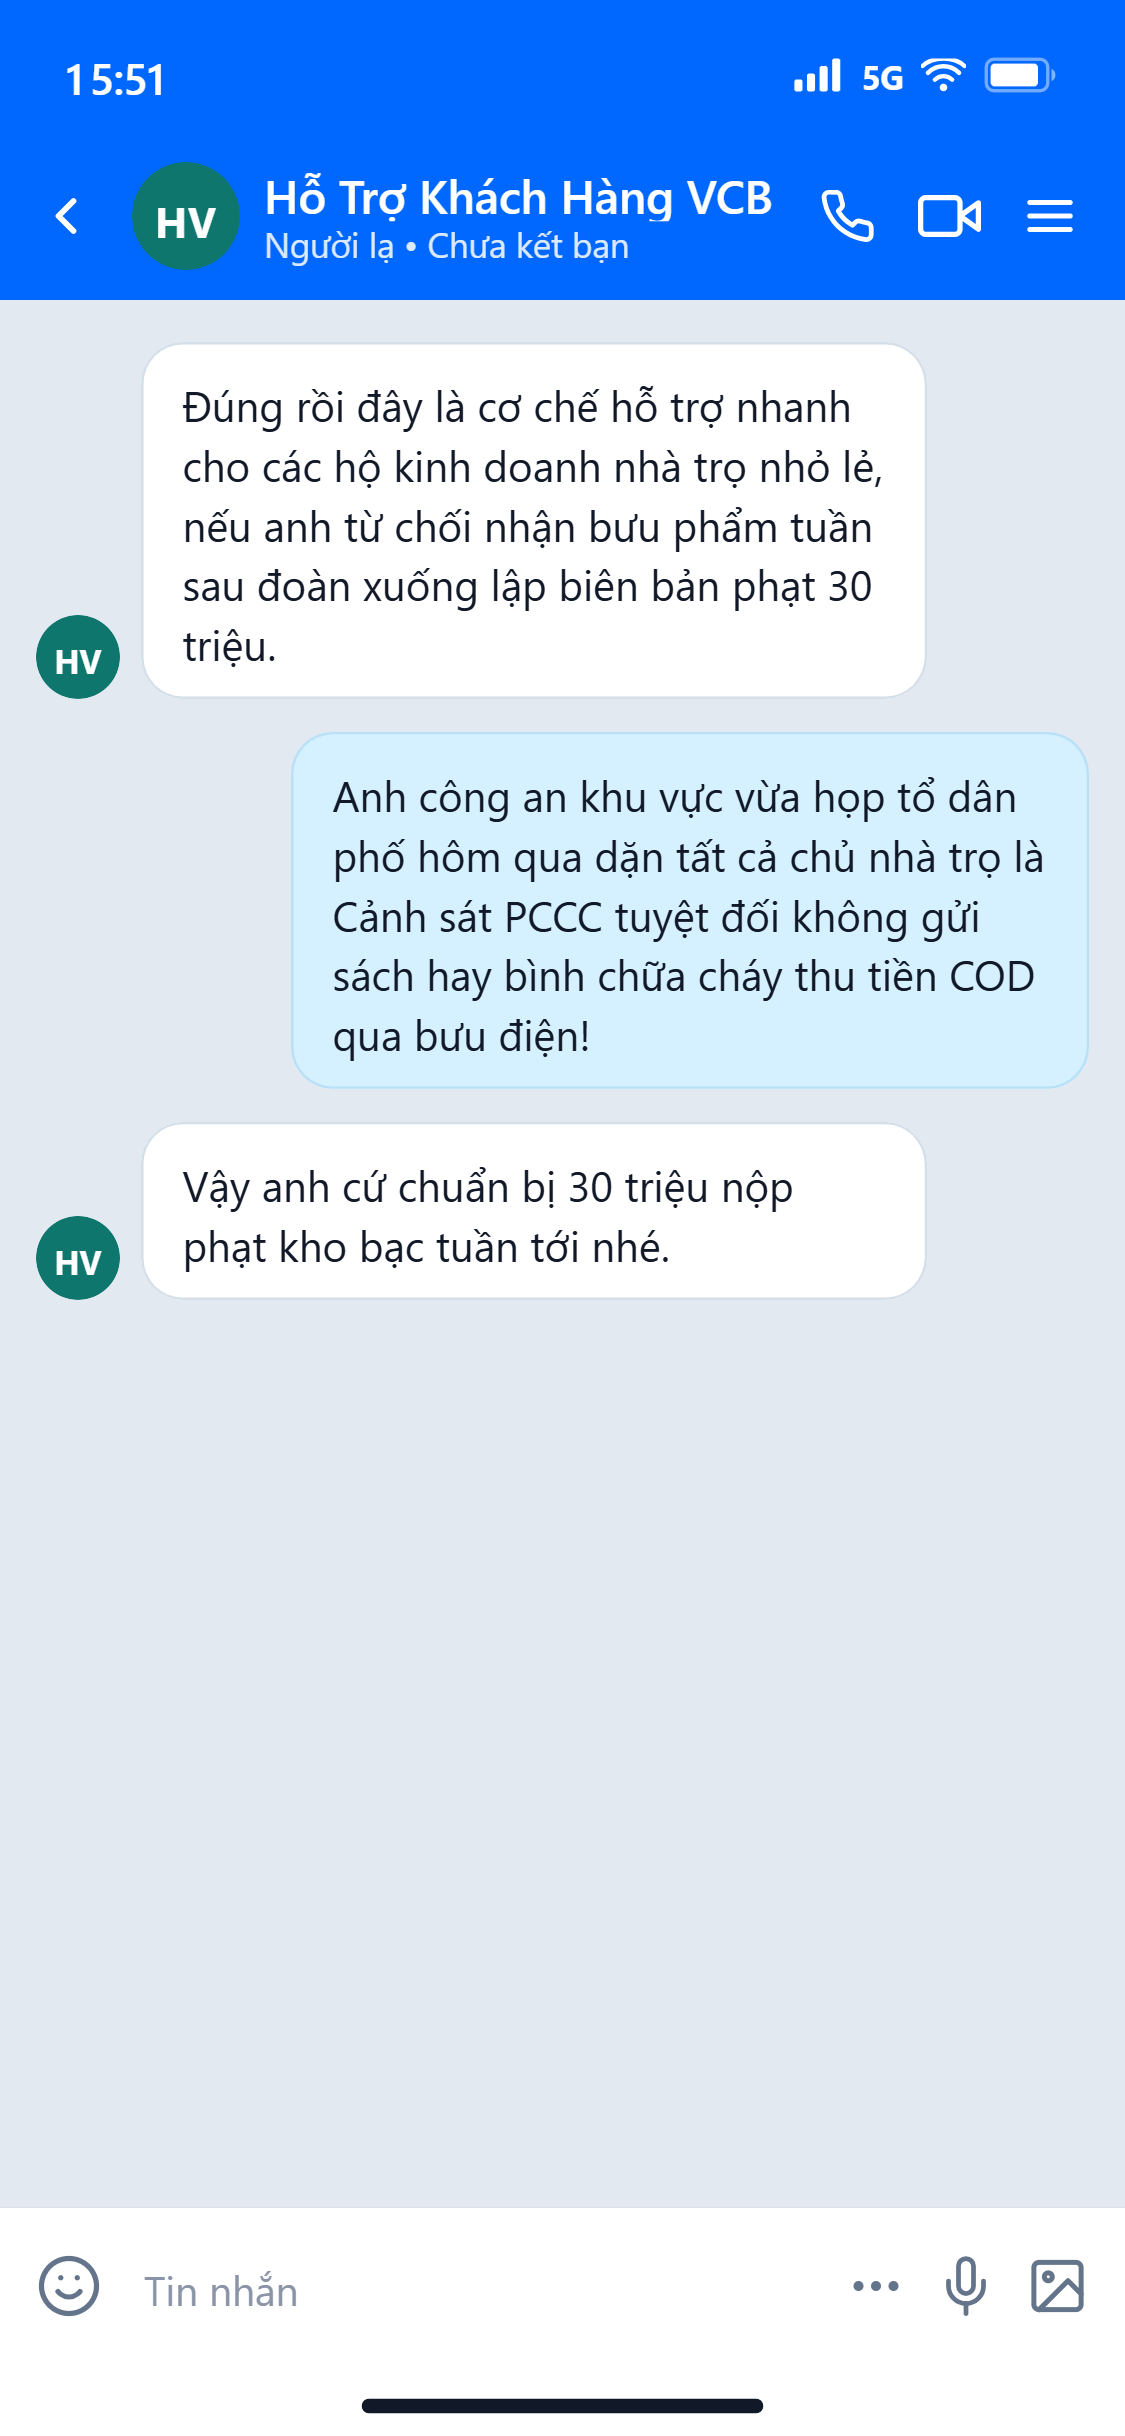 15:51
5G
HV
Hỗ Trợ Khách Hàng VCB
Người lạ • Chưa kết bạn
Đúng rồi đây là cơ chế hỗ trợ nhanh
cho các hộ kinh doanh nhà trọ nhỏ lẻ,
nếu anh từ chối nhận bưu phẩm tuần
sau đoàn xuống lập biên bản phạt 30
triệu.
HV
Anh công an khu vực vừa họp tổ dân
phố hôm qua dặn tất cả chủ nhà trọ là
Cảnh sát PCCC tuyệt đối không gửi
sách hay bình chữa cháy thu tiền COD
qua bưu điện!
Vậy anh cứ chuẩn bị 30 triệu nộp
phạt kho bạc tuần tới nhé.
HV
Tin nhắn